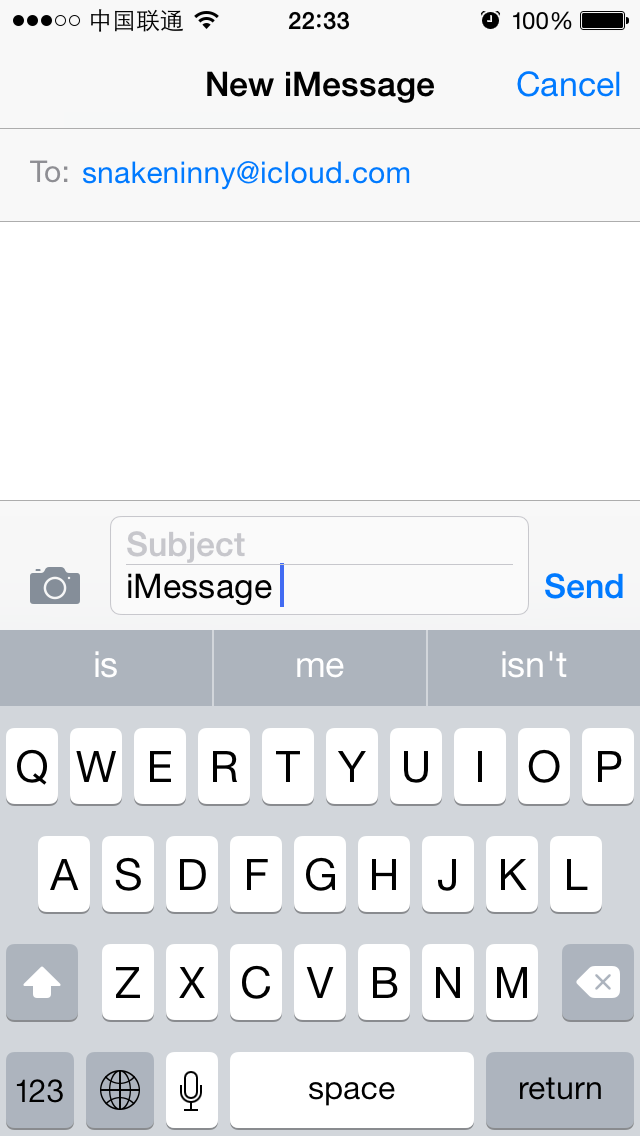 中国联通 22:33 100%
New iMessage Cancel
To: snakeninny@icloud.com
Subject
iMessage Send
is me isn't
Q W E R T Y U I O P
A S D F G H J K L
Z X C V B N M
123 space return